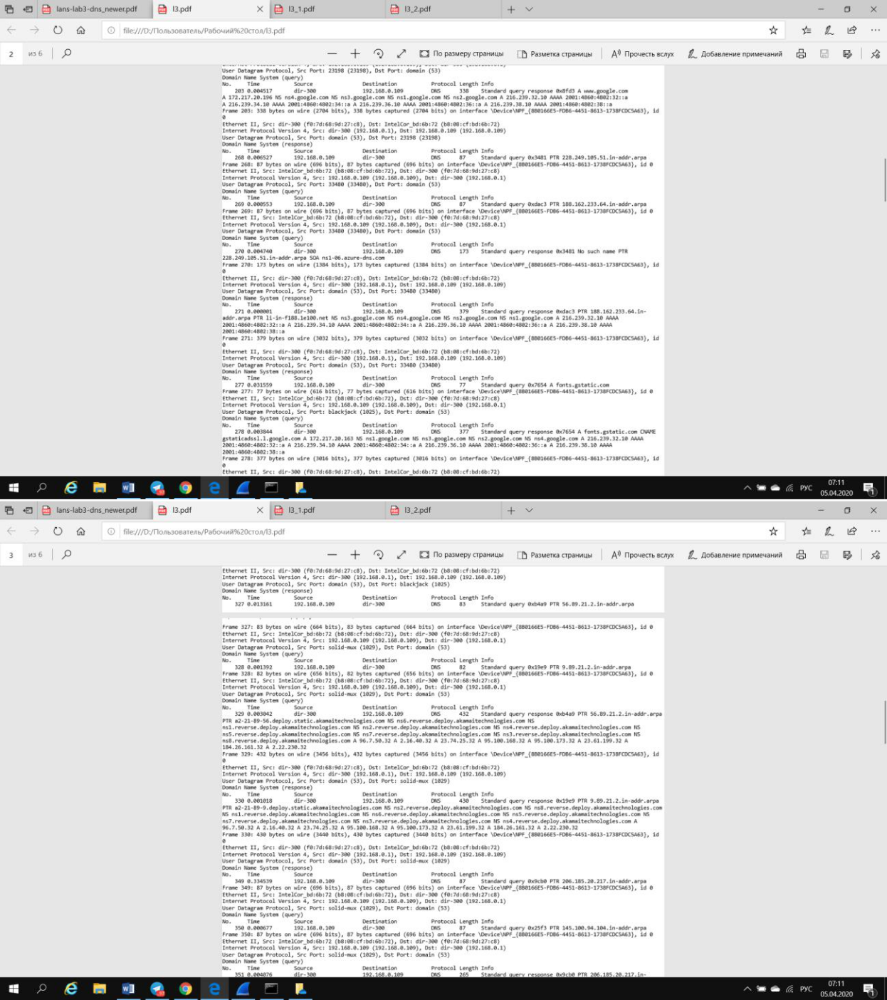 lans-lab3-dns_newer.pdf l3.pdf l3_1.pdf l3_2.pdf
file:///D:/Пользователь/Рабочий%20стол/l3.pdf
2 из 6 По размеру страницы Разметка страницы Прочесть вслух Добавление примечаний
User Datagram Protocol, Src Port: 23198 (23198), Dst Port: domain (53)
Domain Name System (query)
No. Time Source Destination Protocol Length Info
203 0.004517 dir-300 192.168.0.109 DNS 338 Standard query response 0x8fd3 A www.google.com
A 172.217.20.196 NS ns4.google.com NS ns3.google.com NS ns1.google.com NS ns2.google.com A 216.239.32.10 AAAA 2001:4860:4802:32::a
A 216.239.34.10 AAAA 2001:4860:4802:34::a A 216.239.36.10 AAAA 2001:4860:4802:36::a A 216.239.38.10 AAAA 2001:4860:4802:38::a
Frame 203: 338 bytes on wire (2704 bits), 338 bytes captured (2704 bits) on interface \Device\NPF_{8B0166E5-FDB6-4451-8613-1738FCDC5A63}, id
0
Ethernet II, Src: dir-300 (f0:7d:68:9d:27:c8), Dst: IntelCor_bd:6b:72 (b8:08:cf:bd:6b:72)
Internet Protocol Version 4, Src: dir-300 (192.168.0.1), Dst: 192.168.0.109 (192.168.0.109)
User Datagram Protocol, Src Port: domain (53), Dst Port: 23198 (23198)
Domain Name System (response)
No. Time Source Destination Protocol Length Info
268 0.006527 192.168.0.109 dir-300 DNS 87 Standard query 0x3481 PTR 228.249.105.51.in-addr.arpa
Frame 268: 87 bytes on wire (696 bits), 87 bytes captured (696 bits) on interface \Device\NPF_{8B0166E5-FDB6-4451-8613-1738FCDC5A63}, id 0
Ethernet II, Src: IntelCor_bd:6b:72 (b8:08:cf:bd:6b:72), Dst: dir-300 (f0:7d:68:9d:27:c8)
Internet Protocol Version 4, Src: 192.168.0.109 (192.168.0.109), Dst: dir-300 (192.168.0.1)
User Datagram Protocol, Src Port: 33480 (33480), Dst Port: domain (53)
Domain Name System (query)
No. Time Source Destination Protocol Length Info
269 0.000553 192.168.0.109 dir-300 DNS 87 Standard query 0xdac3 PTR 188.162.233.64.in-addr.arpa
Frame 269: 87 bytes on wire (696 bits), 87 bytes captured (696 bits) on interface \Device\NPF_{8B0166E5-FDB6-4451-8613-1738FCDC5A63}, id 0
Ethernet II, Src: IntelCor_bd:6b:72 (b8:08:cf:bd:6b:72), Dst: dir-300 (f0:7d:68:9d:27:c8)
Internet Protocol Version 4, Src: 192.168.0.109 (192.168.0.109), Dst: dir-300 (192.168.0.1)
User Datagram Protocol, Src Port: 33480 (33480), Dst Port: domain (53)
Domain Name System (query)
No. Time Source Destination Protocol Length Info
270 0.004740 dir-300 192.168.0.109 DNS 173 Standard query response 0x3481 No such name PTR
228.249.105.51.in-addr.arpa SOA ns1-06.azure-dns.com
Frame 270: 173 bytes on wire (1384 bits), 173 bytes captured (1384 bits) on interface \Device\NPF_{8B0166E5-FDB6-4451-8613-1738FCDC5A63}, id
0
Ethernet II, Src: dir-300 (f0:7d:68:9d:27:c8), Dst: IntelCor_bd:6b:72 (b8:08:cf:bd:6b:72)
Internet Protocol Version 4, Src: dir-300 (192.168.0.1), Dst: 192.168.0.109 (192.168.0.109)
User Datagram Protocol, Src Port: domain (53), Dst Port: 33480 (33480)
Domain Name System (response)
No. Time Source Destination Protocol Length Info
271 0.000001 dir-300 192.168.0.109 DNS 379 Standard query response 0xdac3 PTR 188.162.233.64.in-
addr.arpa PTR li-in-f188.1e100.net NS ns3.google.com NS ns4.google.com NS ns2.google.com NS ns1.google.com A 216.239.32.10 AAAA
2001:4860:4802:32::a A 216.239.34.10 AAAA 2001:4860:4802:34::a A 216.239.36.10 AAAA 2001:4860:4802:36::a A 216.239.38.10 AAAA
2001:4860:4802:38::a
Frame 271: 379 bytes on wire (3032 bits), 379 bytes captured (3032 bits) on interface \Device\NPF_{8B0166E5-FDB6-4451-8613-1738FCDC5A63}, id
0
Ethernet II, Src: dir-300 (f0:7d:68:9d:27:c8), Dst: IntelCor_bd:6b:72 (b8:08:cf:bd:6b:72)
Internet Protocol Version 4, Src: dir-300 (192.168.0.1), Dst: 192.168.0.109 (192.168.0.109)
User Datagram Protocol, Src Port: domain (53), Dst Port: 33480 (33480)
Domain Name System (response)
No. Time Source Destination Protocol Length Info
277 0.031559 192.168.0.109 dir-300 DNS 77 Standard query 0x7654 A fonts.gstatic.com
Frame 277: 77 bytes on wire (616 bits), 77 bytes captured (616 bits) on interface \Device\NPF_{8B0166E5-FDB6-4451-8613-1738FCDC5A63}, id 0
Ethernet II, Src: IntelCor_bd:6b:72 (b8:08:cf:bd:6b:72), Dst: dir-300 (f0:7d:68:9d:27:c8)
Internet Protocol Version 4, Src: 192.168.0.109 (192.168.0.109), Dst: dir-300 (192.168.0.1)
User Datagram Protocol, Src Port: blackjack (1025), Dst Port: domain (53)
Domain Name System (query)
No. Time Source Destination Protocol Length Info
278 0.003844 dir-300 192.168.0.109 DNS 377 Standard query response 0x7654 A fonts.gstatic.com CNAME
gstaticadssl.l.google.com A 172.217.20.163 NS ns1.google.com NS ns3.google.com NS ns2.google.com NS ns4.google.com A 216.239.32.10 AAAA
2001:4860:4802:32::a A 216.239.34.10 AAAA 2001:4860:4802:34::a A 216.239.36.10 AAAA 2001:4860:4802:36::a A 216.239.38.10 AAAA
2001:4860:4802:38::a
Frame 278: 377 bytes on wire (3016 bits), 377 bytes captured (3016 bits) on interface \Device\NPF_{8B0166E5-FDB6-4451-8613-1738FCDC5A63}, id
0
Ethernet II, Src: dir-300 (f0:7d:68:9d:27:c8), Dst: IntelCor_bd:6b:72 (b8:08:cf:bd:6b:72)
РУС 07:11
05.04.2020
lans-lab3-dns_newer.pdf l3.pdf l3_1.pdf l3_2.pdf
file:///D:/Пользователь/Рабочий%20стол/l3.pdf
3 из 6 По размеру страницы Разметка страницы Прочесть вслух Добавление примечаний
Ethernet II, Src: dir-300 (f0:7d:68:9d:27:c8), Dst: IntelCor_bd:6b:72 (b8:08:cf:bd:6b:72)
Internet Protocol Version 4, Src: dir-300 (192.168.0.1), Dst: 192.168.0.109 (192.168.0.109)
User Datagram Protocol, Src Port: domain (53), Dst Port: blackjack (1025)
Domain Name System (response)
No. Time Source Destination Protocol Length Info
327 0.013161 192.168.0.109 dir-300 DNS 83 Standard query 0xb4a9 PTR 56.89.21.2.in-addr.arpa
Frame 327: 83 bytes on wire (664 bits), 83 bytes captured (664 bits) on interface \Device\NPF_{8B0166E5-FDB6-4451-8613-1738FCDC5A63}, id 0
Ethernet II, Src: IntelCor_bd:6b:72 (b8:08:cf:bd:6b:72), Dst: dir-300 (f0:7d:68:9d:27:c8)
Internet Protocol Version 4, Src: 192.168.0.109 (192.168.0.109), Dst: dir-300 (192.168.0.1)
User Datagram Protocol, Src Port: solid-mux (1029), Dst Port: domain (53)
Domain Name System (query)
No. Time Source Destination Protocol Length Info
328 0.001392 192.168.0.109 dir-300 DNS 82 Standard query 0x19e9 PTR 9.89.21.2.in-addr.arpa
Frame 328: 82 bytes on wire (656 bits), 82 bytes captured (656 bits) on interface \Device\NPF_{8B0166E5-FDB6-4451-8613-1738FCDC5A63}, id 0
Ethernet II, Src: IntelCor_bd:6b:72 (b8:08:cf:bd:6b:72), Dst: dir-300 (f0:7d:68:9d:27:c8)
Internet Protocol Version 4, Src: 192.168.0.109 (192.168.0.109), Dst: dir-300 (192.168.0.1)
User Datagram Protocol, Src Port: solid-mux (1029), Dst Port: domain (53)
Domain Name System (query)
No. Time Source Destination Protocol Length Info
329 0.003042 dir-300 192.168.0.109 DNS 432 Standard query response 0xb4a9 PTR 56.89.21.2.in-addr.arpa
PTR a2-21-89-56.deploy.static.akamaitechnologies.com NS ns6.reverse.deploy.akamaitechnologies.com NS
ns1.reverse.deploy.akamaitechnologies.com NS ns2.reverse.deploy.akamaitechnologies.com NS ns4.reverse.deploy.akamaitechnologies.com NS
ns5.reverse.deploy.akamaitechnologies.com NS ns7.reverse.deploy.akamaitechnologies.com NS ns3.reverse.deploy.akamaitechnologies.com NS
ns8.reverse.deploy.akamaitechnologies.com A 96.7.50.32 A 2.16.40.32 A 23.74.25.32 A 95.100.168.32 A 95.100.173.32 A 23.61.199.32 A
184.26.161.32 A 2.22.230.32
Frame 329: 432 bytes on wire (3456 bits), 432 bytes captured (3456 bits) on interface \Device\NPF_{8B0166E5-FDB6-4451-8613-1738FCDC5A63}, id
0
Ethernet II, Src: dir-300 (f0:7d:68:9d:27:c8), Dst: IntelCor_bd:6b:72 (b8:08:cf:bd:6b:72)
Internet Protocol Version 4, Src: dir-300 (192.168.0.1), Dst: 192.168.0.109 (192.168.0.109)
User Datagram Protocol, Src Port: domain (53), Dst Port: solid-mux (1029)
Domain Name System (response)
No. Time Source Destination Protocol Length Info
330 0.001018 dir-300 192.168.0.109 DNS 430 Standard query response 0x19e9 PTR 9.89.21.2.in-addr.arpa
PTR a2-21-89-9.deploy.static.akamaitechnologies.com NS ns2.reverse.deploy.akamaitechnologies.com NS ns8.reverse.deploy.akamaitechnologies.com
NS ns1.reverse.deploy.akamaitechnologies.com NS ns6.reverse.deploy.akamaitechnologies.com NS ns5.reverse.deploy.akamaitechnologies.com NS
ns7.reverse.deploy.akamaitechnologies.com NS ns3.reverse.deploy.akamaitechnologies.com NS ns4.reverse.deploy.akamaitechnologies.com A
96.7.50.32 A 2.16.40.32 A 23.74.25.32 A 95.100.168.32 A 95.100.173.32 A 23.61.199.32 A 184.26.161.32 A 2.22.230.32
Frame 330: 430 bytes on wire (3440 bits), 430 bytes captured (3440 bits) on interface \Device\NPF_{8B0166E5-FDB6-4451-8613-1738FCDC5A63}, id
0
Ethernet II, Src: dir-300 (f0:7d:68:9d:27:c8), Dst: IntelCor_bd:6b:72 (b8:08:cf:bd:6b:72)
Internet Protocol Version 4, Src: dir-300 (192.168.0.1), Dst: 192.168.0.109 (192.168.0.109)
User Datagram Protocol, Src Port: domain (53), Dst Port: solid-mux (1029)
Domain Name System (response)
No. Time Source Destination Protocol Length Info
349 0.334539 192.168.0.109 dir-300 DNS 87 Standard query 0x9cb0 PTR 206.185.20.217.in-addr.arpa
Frame 349: 87 bytes on wire (696 bits), 87 bytes captured (696 bits) on interface \Device\NPF_{8B0166E5-FDB6-4451-8613-1738FCDC5A63}, id 0
Ethernet II, Src: IntelCor_bd:6b:72 (b8:08:cf:bd:6b:72), Dst: dir-300 (f0:7d:68:9d:27:c8)
Internet Protocol Version 4, Src: 192.168.0.109 (192.168.0.109), Dst: dir-300 (192.168.0.1)
User Datagram Protocol, Src Port: solid-mux (1029), Dst Port: domain (53)
Domain Name System (query)
No. Time Source Destination Protocol Length Info
350 0.000677 192.168.0.109 dir-300 DNS 87 Standard query 0x25f3 PTR 145.100.94.104.in-addr.arpa
Frame 350: 87 bytes on wire (696 bits), 87 bytes captured (696 bits) on interface \Device\NPF_{8B0166E5-FDB6-4451-8613-1738FCDC5A63}, id 0
Ethernet II, Src: IntelCor_bd:6b:72 (b8:08:cf:bd:6b:72), Dst: dir-300 (f0:7d:68:9d:27:c8)
Internet Protocol Version 4, Src: 192.168.0.109 (192.168.0.109), Dst: dir-300 (192.168.0.1)
User Datagram Protocol, Src Port: solid-mux (1029), Dst Port: domain (53)
Domain Name System (query)
No. Time Source Destination Protocol Length Info
351 0.004076 dir-300 192.168.0.109 DNS 265 Standard query response 0x9cb0 PTR 206.185.20.217.in-
РУС 07:11
05.04.2020